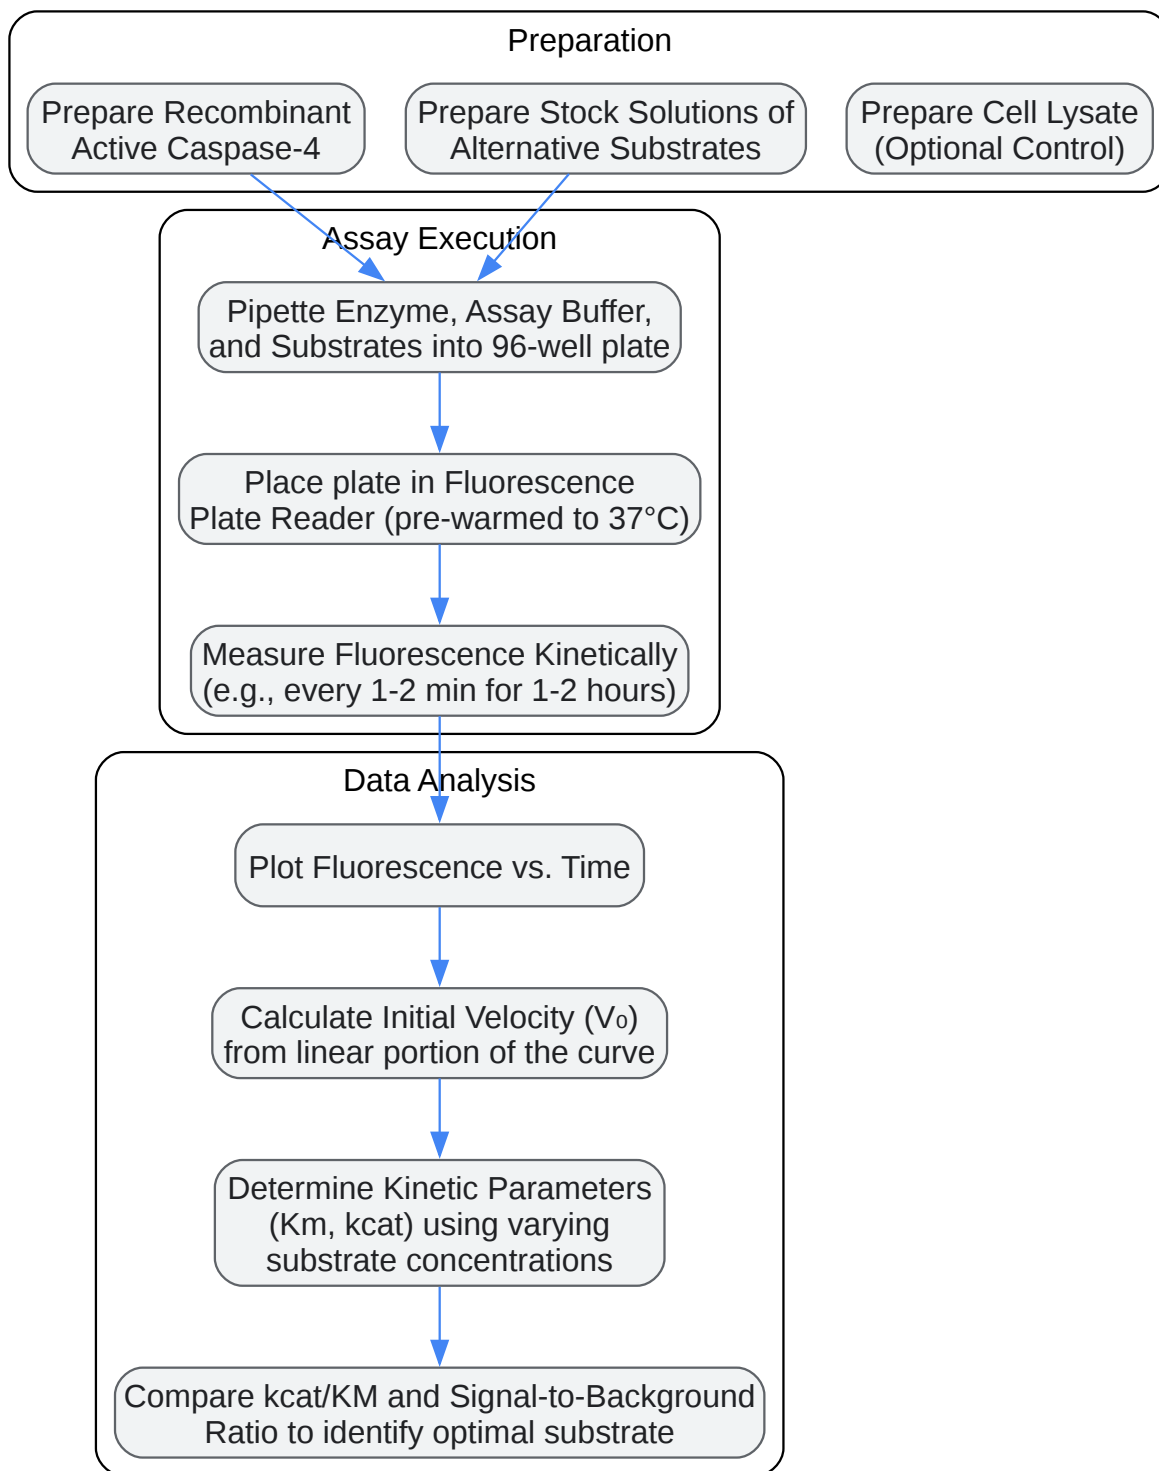 Preparation
Prepare Recombinant
Active Caspase-4
Prepare Stock Solutions of
Alternative Substrates
Prepare Cell Lysate
(Optional Control)
Assay Execution
Pipette Enzyme, Assay Buffer,
and Substrates into 96-well plate
Place plate in Fluorescence
Plate Reader (pre-warmed to 37°C)
Measure Fluorescence Kinetically
(e.g., every 1-2 min for 1-2 hours)
Data Analysis
Plot Fluorescence vs. Time
Calculate Initial Velocity (V₀)
from linear portion of the curve
Determine Kinetic Parameters
(Km, kcat) using varying
substrate concentrations
Compare kcat/KM and Signal-to-Background
Ratio to identify optimal substrate